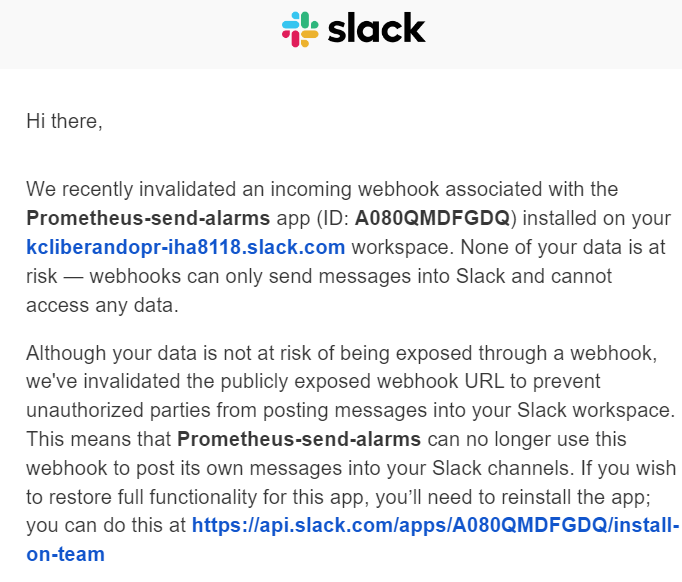 slack
Hi there,
We recently invalidated an incoming webhook associated with the
Prometheus-send-alarms app (ID: A080QMDFGDQ) installed on your
kcliberandopr-iha8118.slack.com workspace. None of your data is at
risk — webhooks can only send messages into Slack and cannot
access any data.
Although your data is not at risk of being exposed through a webhook,
we've invalidated the publicly exposed webhook URL to prevent
unauthorized parties from posting messages into your Slack workspace.
This means that Prometheus-send-alarms can no longer use this
webhook to post its own messages into your Slack channels. If you wish
to restore full functionality for this app, you’ll need to reinstall the app;
you can do this at https://api.slack.com/apps/A080QMDFGDQ/install-
on-team